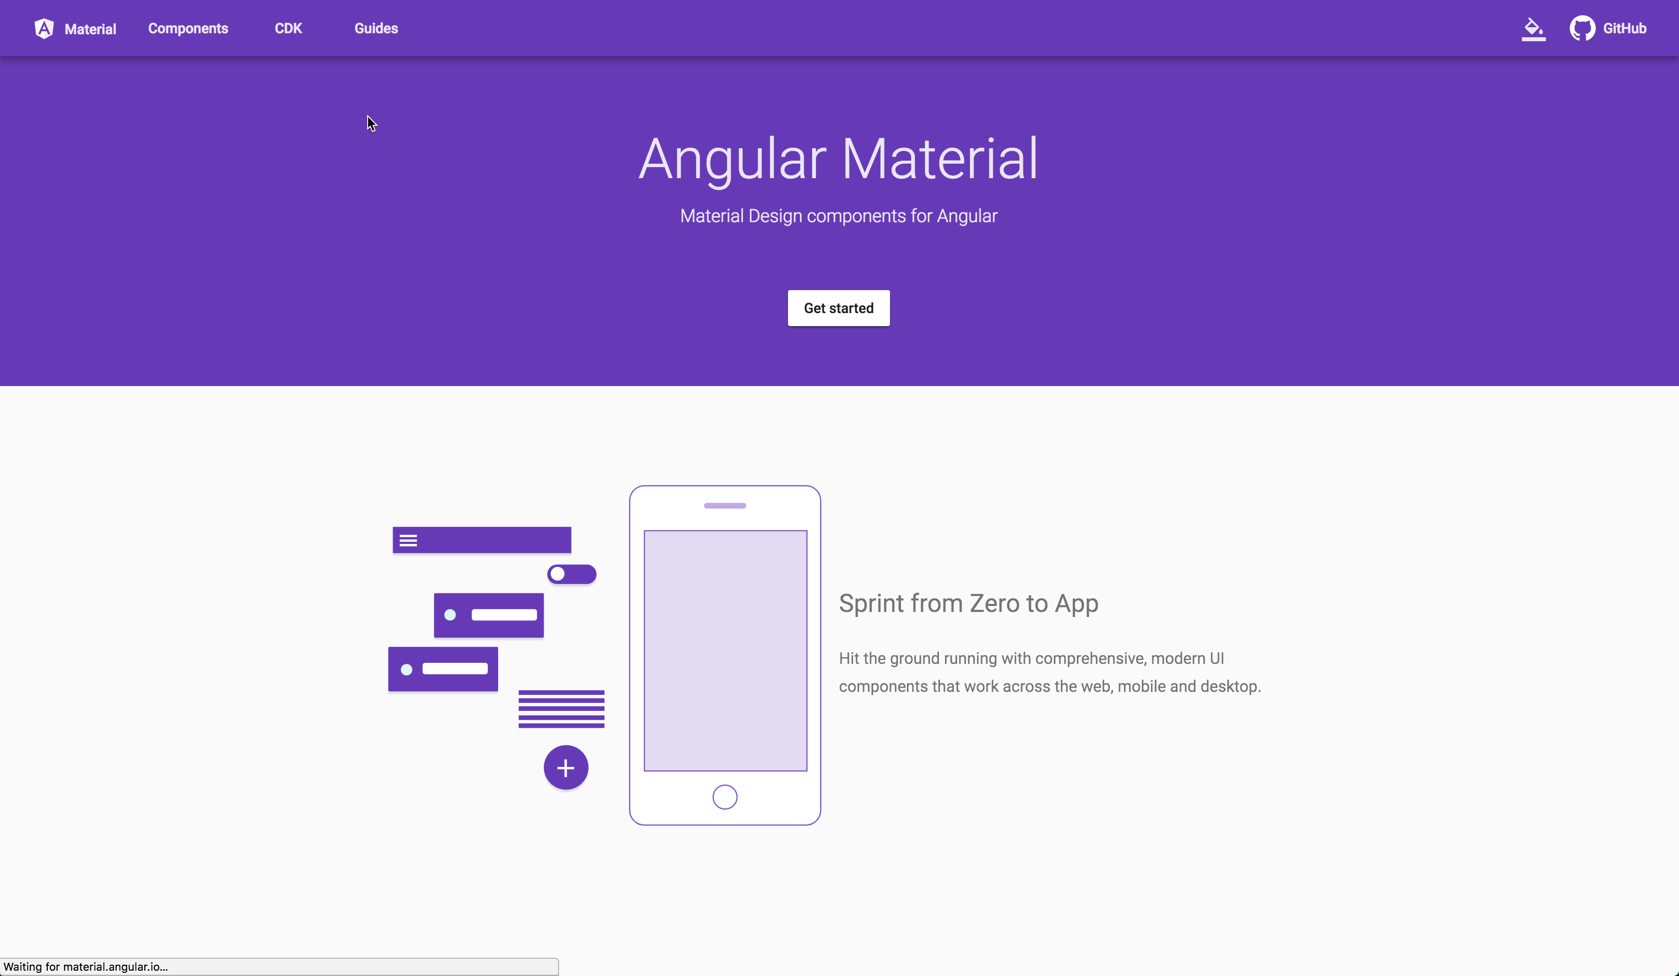 Material Components CDK Guides GitHub
Angular Material
Material Design components for Angular
Get started
Sprint from Zero to App
Hit the ground running with comprehensive, modern UI
components that work across the web, mobile and desktop.
Waiting for material.angular.io...